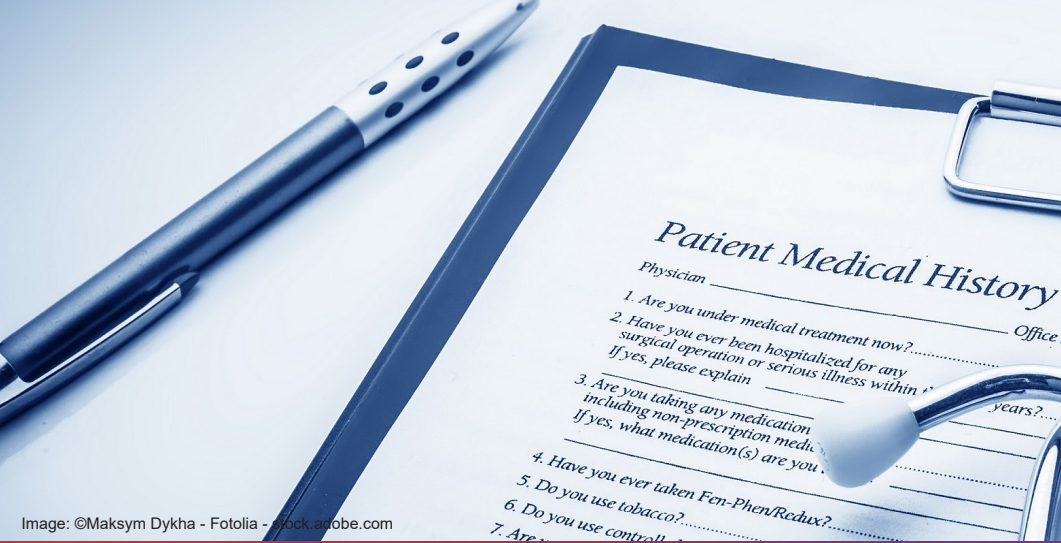 Patient Medical History
Physician
Office
1. Are you under medical treatment now?
2. Have you ever been hospitalized for any
surgical operation or serious illness within
years?
If yes, please explain
3. Are you taking any medication
including non-prescription
If yes, what medication(s) are you
4. Have you ever taken Fen-Phen/Redux?
5. Do you use tobacco?
6. Do you use
7. Are
Image: ©Maksym Dykha - Fotolia - stock.adobe.com